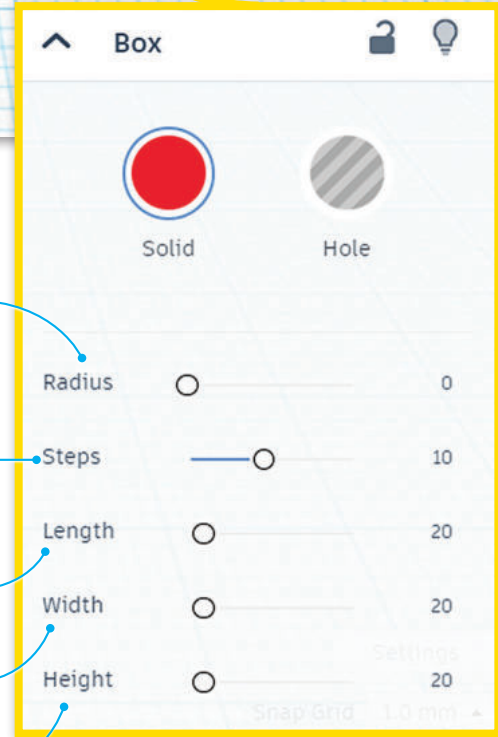 Box
Solid Hole
Radius 0
Steps 10
Length 20
Width 20
Settings
Height 20
Snap Grid 1.0 mm